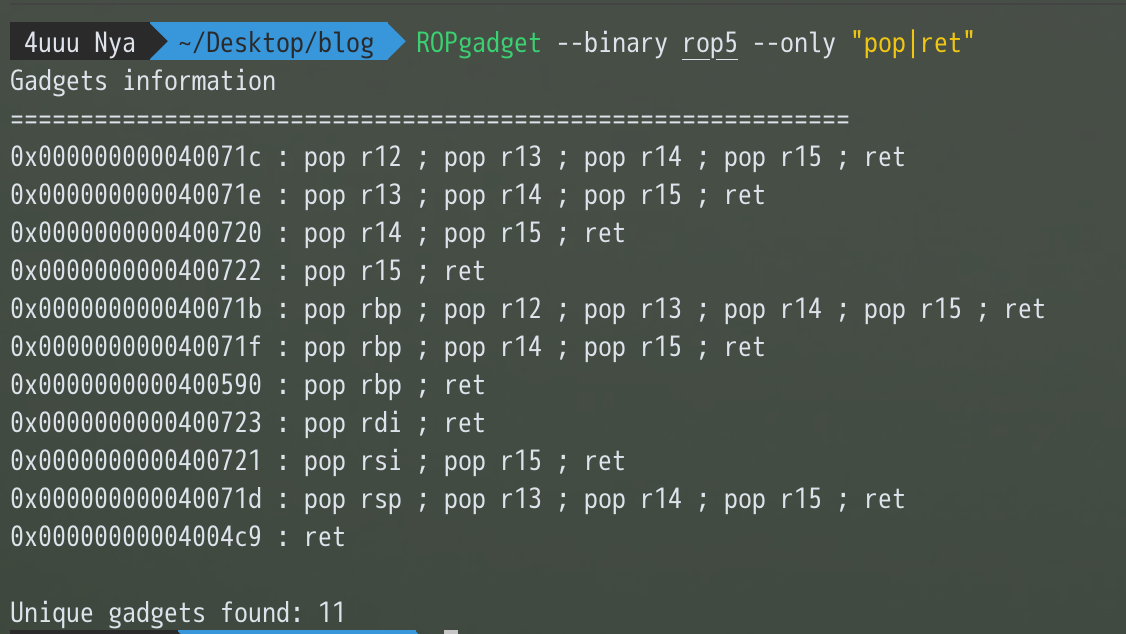 4uuu Nya ~/Desktop/blog ROPgadget --binary rop5 --only "pop|ret"
Gadgets information
============================================================
0x000000000040071c : pop r12 ; pop r13 ; pop r14 ; pop r15 ; ret
0x000000000040071e : pop r13 ; pop r14 ; pop r15 ; ret
0x0000000000400720 : pop r14 ; pop r15 ; ret
0x0000000000400722 : pop r15 ; ret
0x000000000040071b : pop rbp ; pop r12 ; pop r13 ; pop r14 ; pop r15 ; ret
0x000000000040071f : pop rbp ; pop r14 ; pop r15 ; ret
0x0000000000400590 : pop rbp ; ret
0x0000000000400723 : pop rdi ; ret
0x0000000000400721 : pop rsi ; pop r15 ; ret
0x000000000040071d : pop rsp ; pop r13 ; pop r14 ; pop r15 ; ret
0x00000000004004c9 : ret
Unique gadgets found: 11